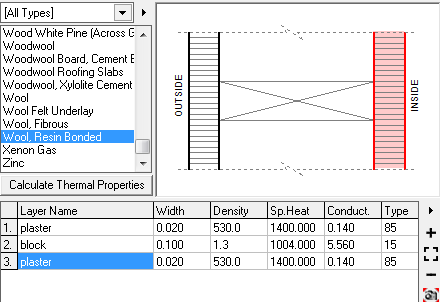 [All Types]
Wood White Pine (Across G
Woodwool
Woodwool Board, Cement B
Woodwool Roofing Slabs
Woodwool, Xylolite Cement
Wool
Wool Felt Underlay
Wool, Fibrous
Wool, Resin Bonded
Xenon Gas
Zinc
Calculate Thermal Properties
OUTSIDE
INSIDE
Layer Name Width Density Sp.Heat Conduct. Type
1. plaster 0.020 530.0 1400.000 0.140 85
2. block 0.100 1.3 1004.000 5.560 15
3. plaster 0.020 530.0 1400.000 0.140 85